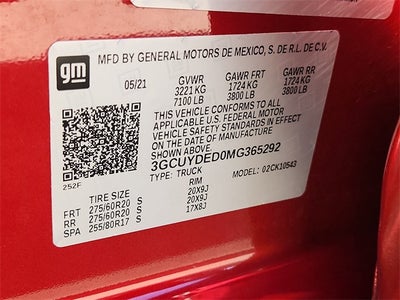 gm
MFD BY GENERAL MOTORS DE MEXICO, S. DE R.L. DE C.V.
05/21 GVWR GAWR FRT GAWR RR
3221 KG 1724 KG 1724 KG
7100 LB 3800 LB 3800 LB
THIS VEHICLE CONFORMS TO ALL
APPLICABLE U.S. FEDERAL MOTOR
VEHICLE SAFETY STANDARDS IN EFFECT
ON THE DATE OF MANUFACTURE
3GCUYDED0MG365292
252F TYPE: TRUCK MODEL: 02CK10543
TIRE SIZE RIM
FRT 275/60R20 S 20X9J
RR 275/60R20 S 20X9J
SPA 255/80R17 S 17X8J